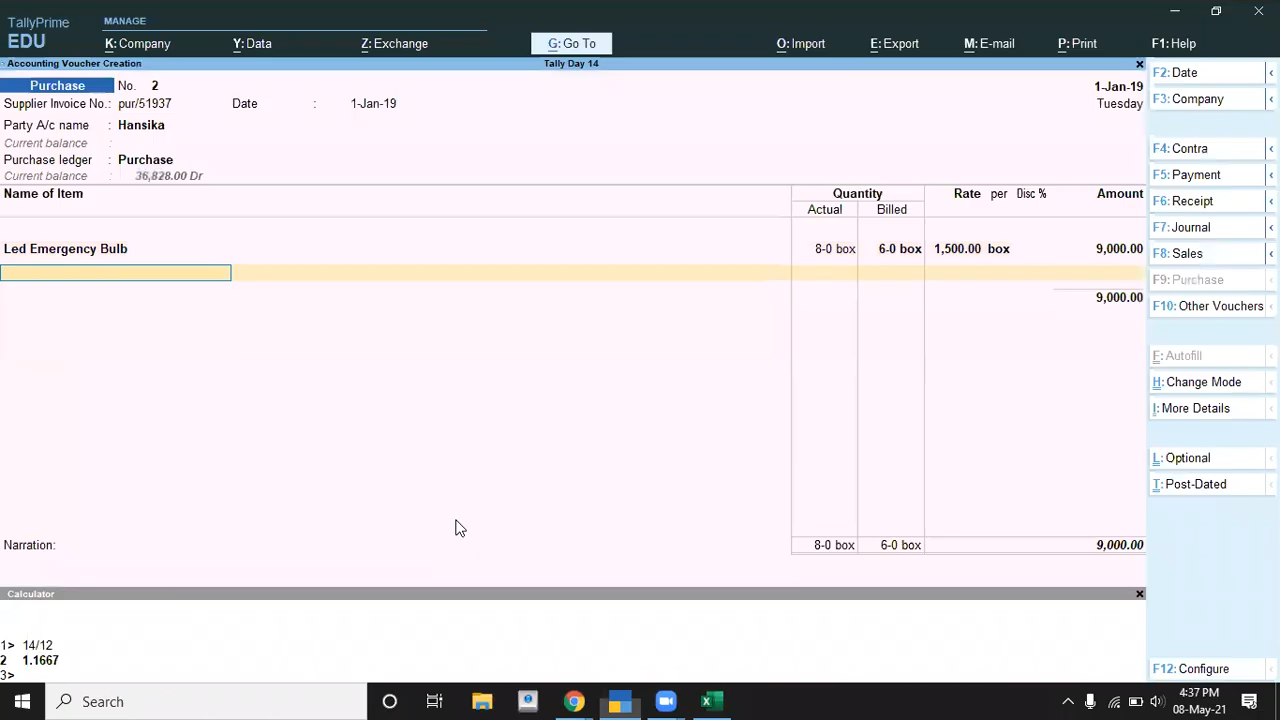 TallyPrime
EDU
MANAGE
K: Company
Y: Data
Z: Exchange
G: Go To
O: Import
E: Export
M: E-mail
P: Print
F1: Help
Accounting Voucher Creation
Tally Day 14
Purchase No. 2
1-Jan-19
Supplier Invoice No.: pur/51937 Date : 1-Jan-19
Tuesday
Party A/c name : Hansika
Current balance :
Purchase ledger : Purchase
Current balance : 36,828.00 Dr
Name of Item Quantity Rate per Disc % Amount
Actual Billed
Led Emergency Bulb 8-0 box 6-0 box 1,500.00 box 9,000.00
9,000.00
Narration: 8-0 box 6-0 box 9,000.00
Calculator
1> 14/12
2 1.1667
3>
F2: Date
F3: Company
F4: Contra
F5: Payment
F6: Receipt
F7: Journal
F8: Sales
F9: Purchase
F10: Other Vouchers
F: Autofill
H: Change Mode
I: More Details
L: Optional
T: Post-Dated
F12: Configure
Search
4:37 PM
08-May-21